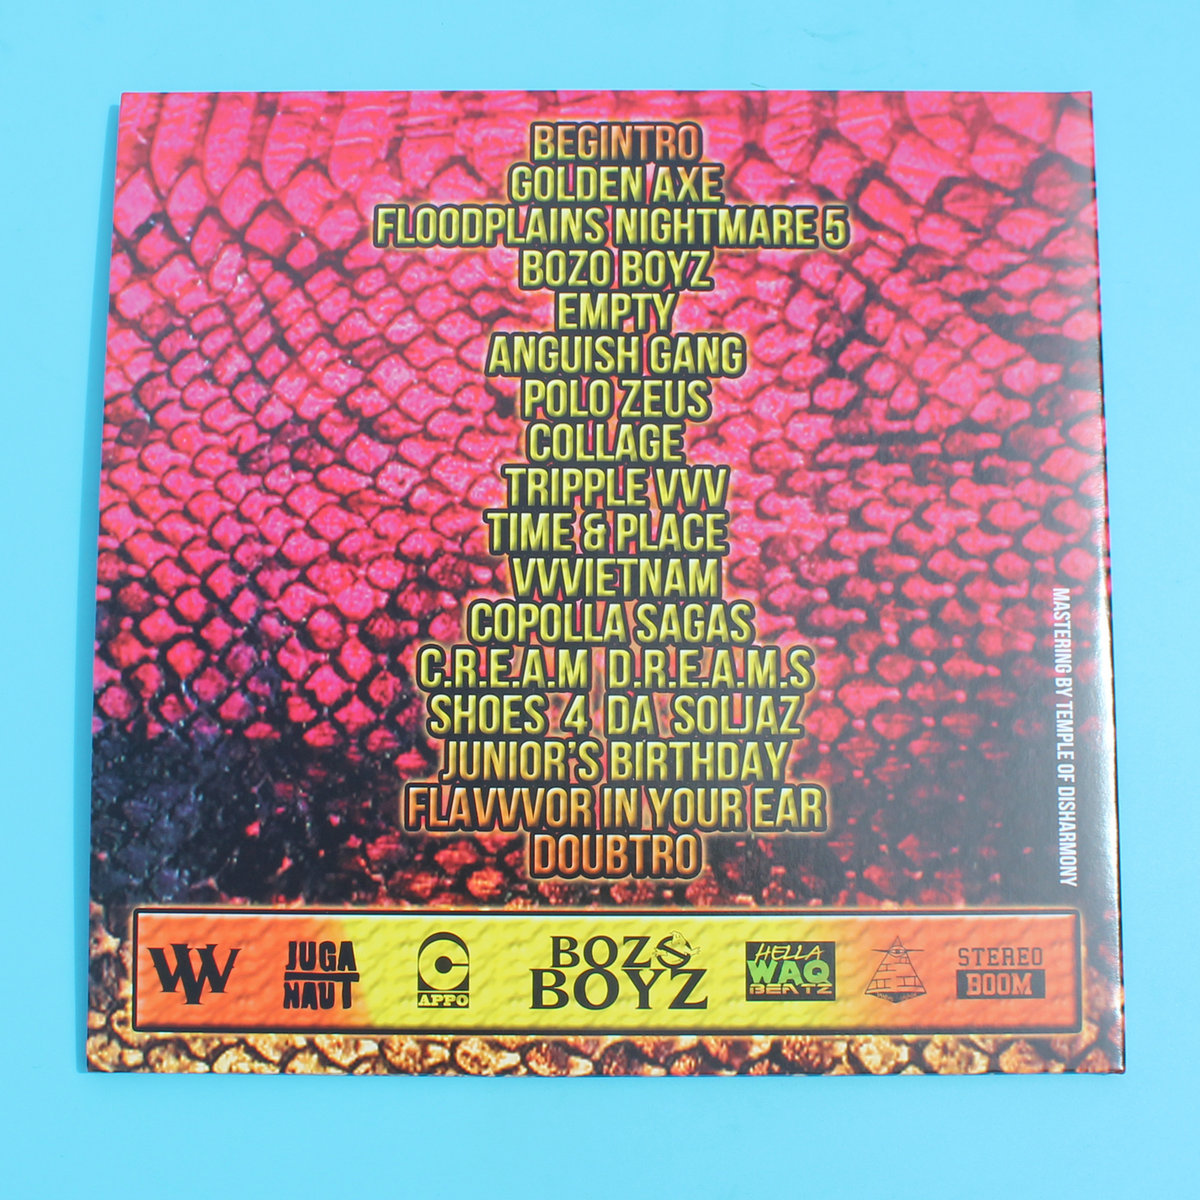 BEGINTRO
GOLDEN AXE
FLOODPLAINS NIGHTMARE 5
BOZO BOYZ
EMPTY
ANGUISH GANG
POLO ZEUS
COLLAGE
TRIPPLE VVV
TIME & PLACE
VVVIETNAM
COPOLLA SAGAS
C.R.E.A.M D.R.E.A.M.S
SHOES 4 DA SOLJAZ
JUNIOR'S BIRTHDAY
FLAVVVOR IN YOUR EAR
DOUBTRO
MASTERING BY TEMPLE OF DISHARMONY
JUGA
NAUT
C
APPO
BOZO
BOYZ
HELLA
WAQ
BEATZ
STEREO
BOOM